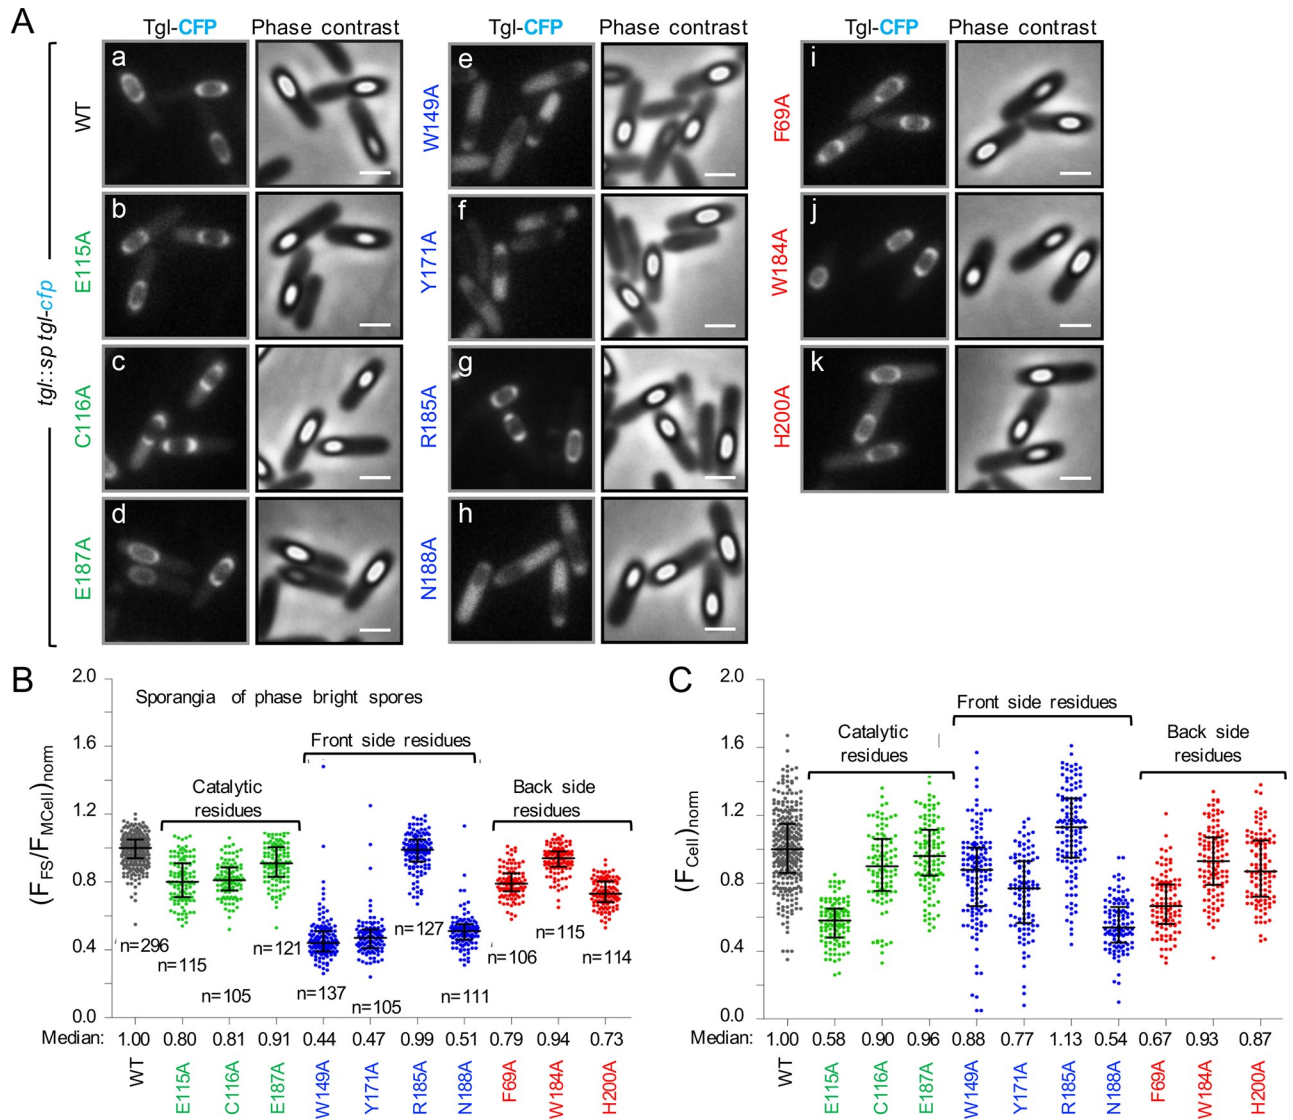 A
Tgl-CFP Phase contrast Tgl-CFP Phase contrast Tgl-CFP Phase contrast
tgl::sp tgl-cfp
WT a
W149A e
F69A i
E115A b
Y171A f
W184A j
C116A c
R185A g
H200A k
E187A d
N188A h
B
Sporangia of phase bright spores
(FFS/FMCell)norm
2.0
1.6
1.2
0.8
0.4
0.0
Catalytic
residues
Front side residues
Back side
residues
n=296
n=115
n=105
n=121
n=137
n=105
n=127
n=111
n=106
n=115
n=114
Median: 1.00 0.80 0.81 0.91 0.44 0.47 0.99 0.51 0.79 0.94 0.73
WT E115A C116A E187A W149A Y171A R185A N188A F69A W184A H200A
C
(FCell)norm
2.0
1.6
1.2
0.8
0.4
0.0
Catalytic
residues
Front side residues
Back side
residues
Median: 1.00 0.58 0.90 0.96 0.88 0.77 1.13 0.54 0.67 0.93 0.87
WT E115A C116A E187A W149A Y171A R185A N188A F69A W184A H200A